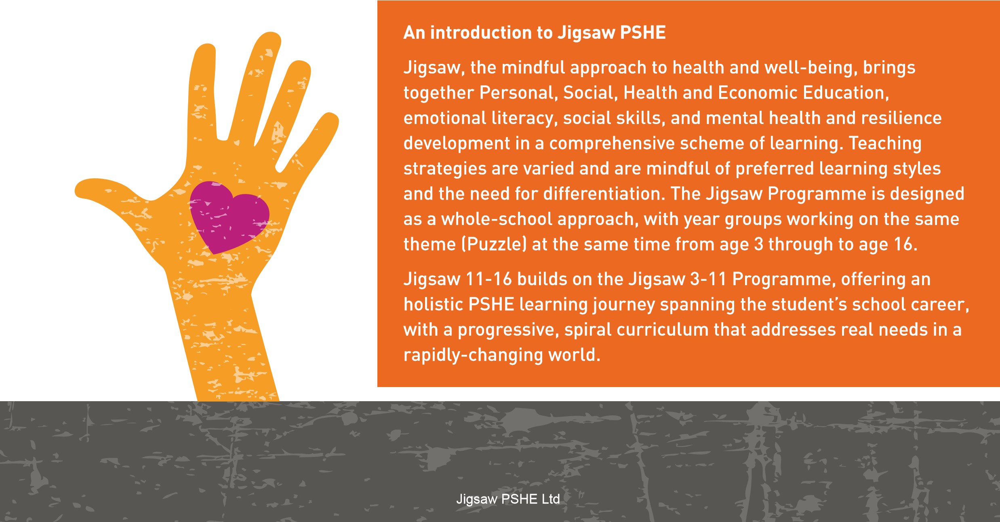 An introduction to Jigsaw PSHE
Jigsaw, the mindful approach to health and well-being, brings
together Personal, Social, Health and Economic Education,
emotional literacy, social skills, and mental health and resilience
development in a comprehensive scheme of learning. Teaching
strategies are varied and are mindful of preferred learning styles
and the need for differentiation. The Jigsaw Programme is designed
as a whole-school approach, with year groups working on the same
theme (Puzzle) at the same time from age 3 through to age 16.
Jigsaw 11-16 builds on the Jigsaw 3-11 Programme, offering an
holistic PSHE learning journey spanning the student’s school career,
with a progressive, spiral curriculum that addresses real needs in a
rapidly-changing world.
Jigsaw PSHE Ltd